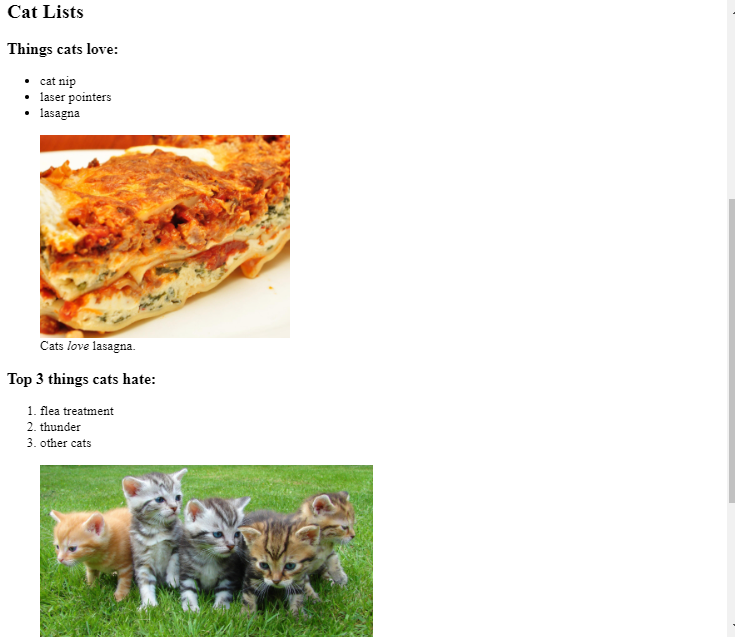 Cat Lists
Things cats love:
• cat nip
• laser pointers
• lasagna
Cats love lasagna.
Top 3 things cats hate:
1. flea treatment
2. thunder
3. other cats